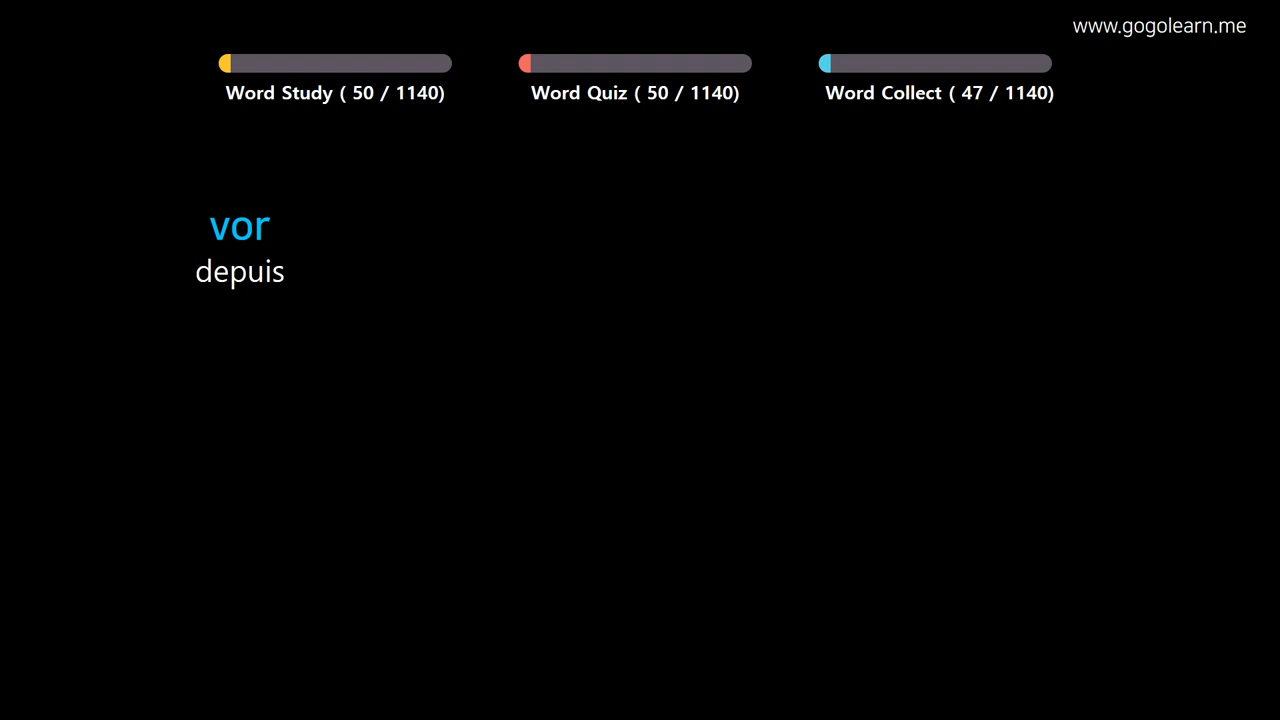 www.gogolearn.me
Word Study ( 50 / 1140)
Word Quiz ( 50 / 1140)
Word Collect ( 47 / 1140)
vor
depuis